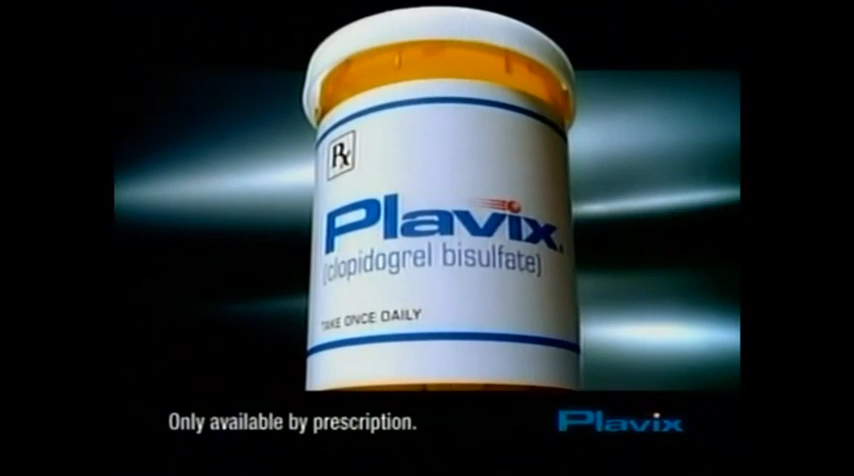 Rx
Plavix®
(clopidogrel bisulfate)
TAKE ONCE DAILY
Only available by prescription.
Plavix